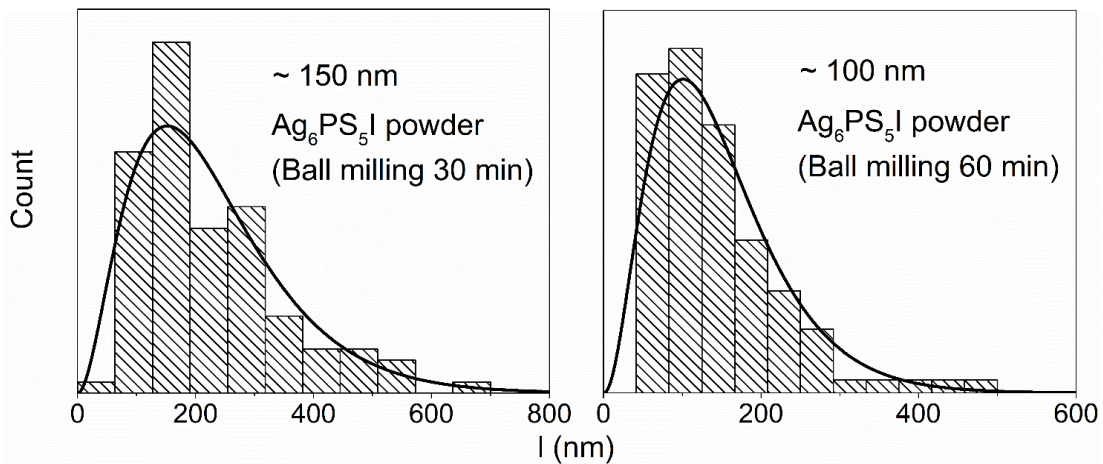 Count
~ 150 nm
Ag₆PS₅I powder
(Ball milling 30 min)
0 200 400 600 800
~ 100 nm
Ag₆PS₅I powder
(Ball milling 60 min)
0 200 400 600
l (nm)